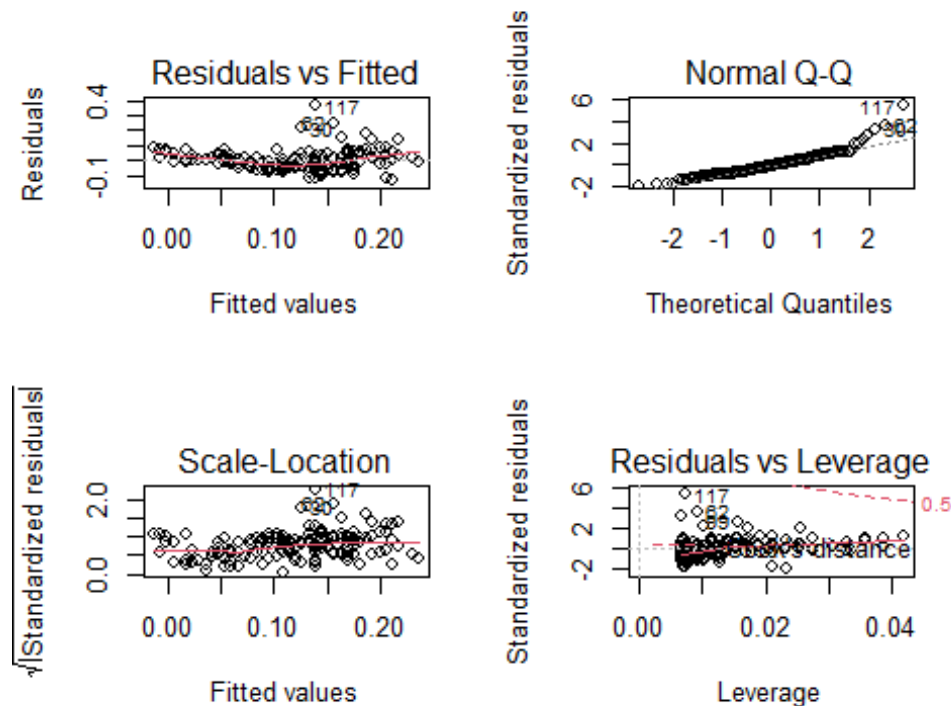 Residuals vs Fitted
Residuals
0.4
-0.1
117
0.00 0.10 0.20
Fitted values
Normal Q-Q
Standardized residuals
6
2
-2
117
-2 -1 0 1 2
Theoretical Quantiles
Scale-Location
√|Standardized residuals|
2.0
0.0
117
0.00 0.10 0.20
Fitted values
Residuals vs Leverage
Standardized residuals
6
2
-2
117
0.5
distance
0.00 0.02 0.04
Leverage